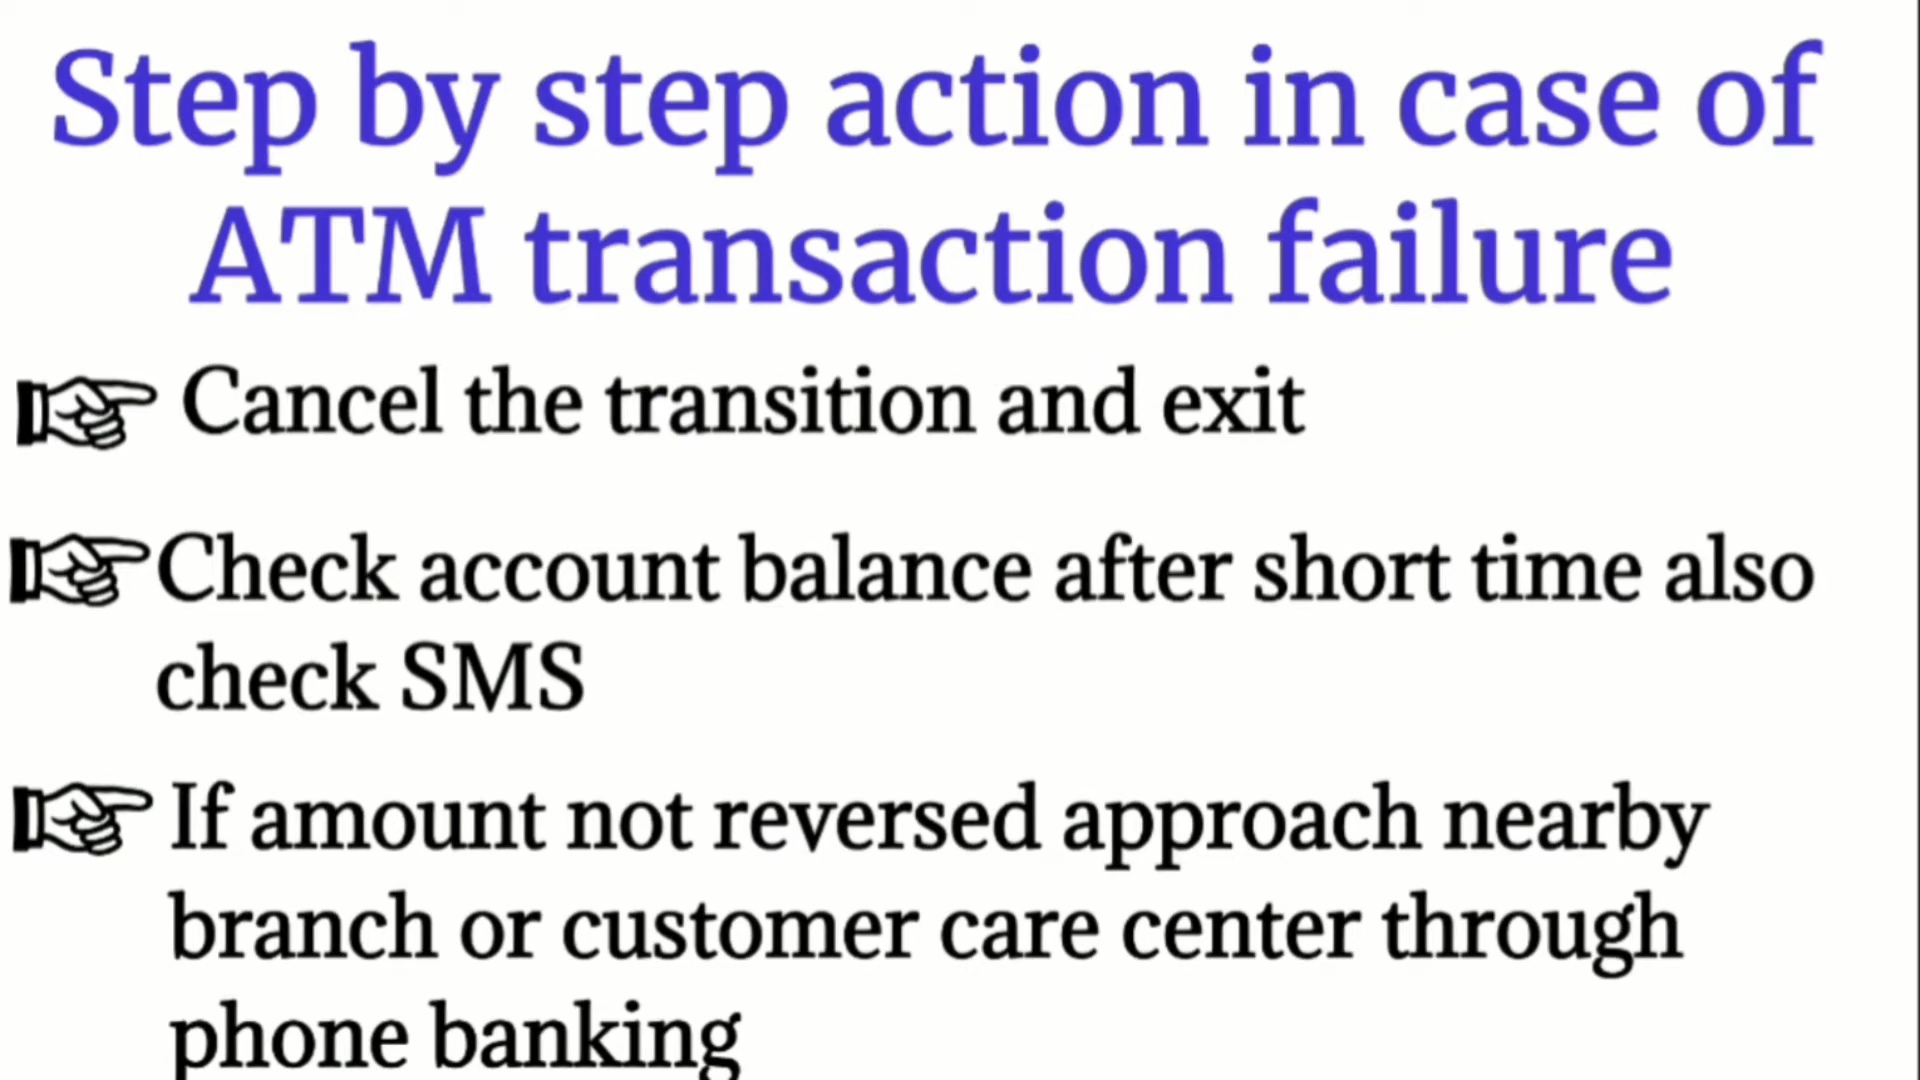 Step by step action in case of
ATM transaction failure
Cancel the transition and exit
Check account balance after short time also
check SMS
If amount not reversed approach nearby
branch or customer care center through
phone banking